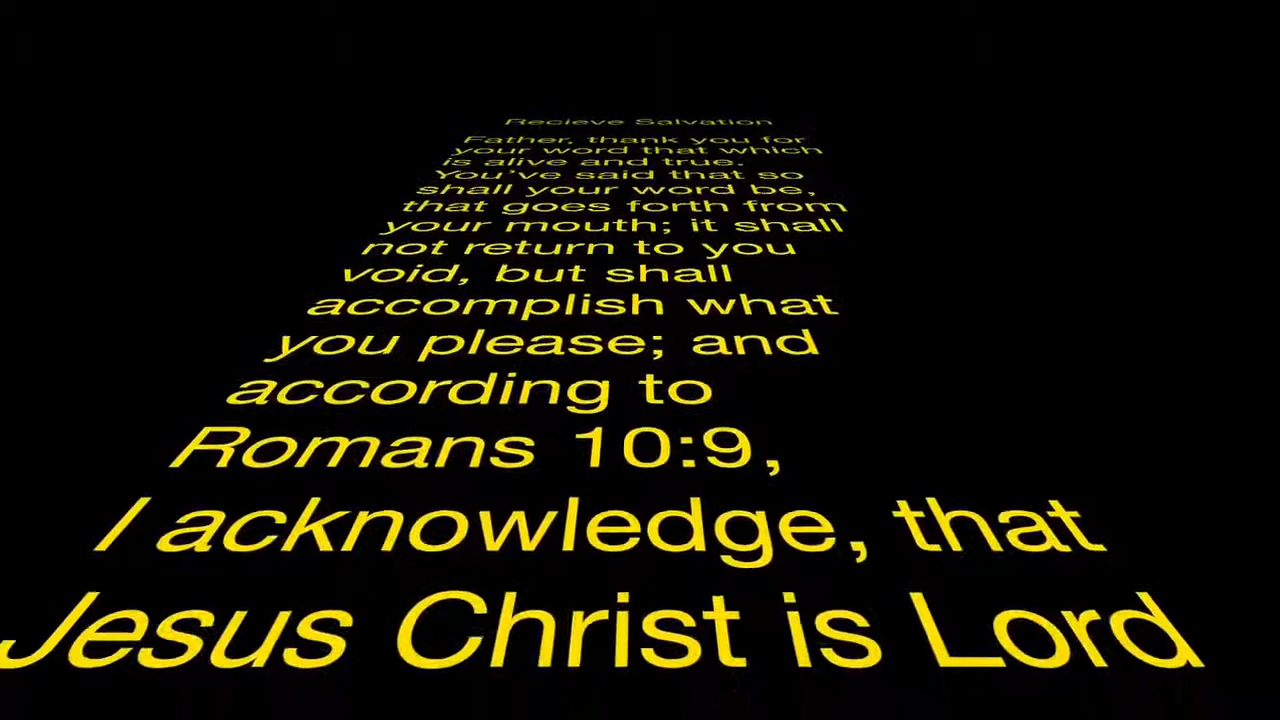 Recieve Salvation
Father, thank you for
your word that which
is alive and true.
You've said that so
shall your word be,
that goes forth from
your mouth; it shall
not return to you
void, but shall
accomplish what
you please; and
according to
Romans 10:9,
I acknowledge, that
Jesus Christ is Lord